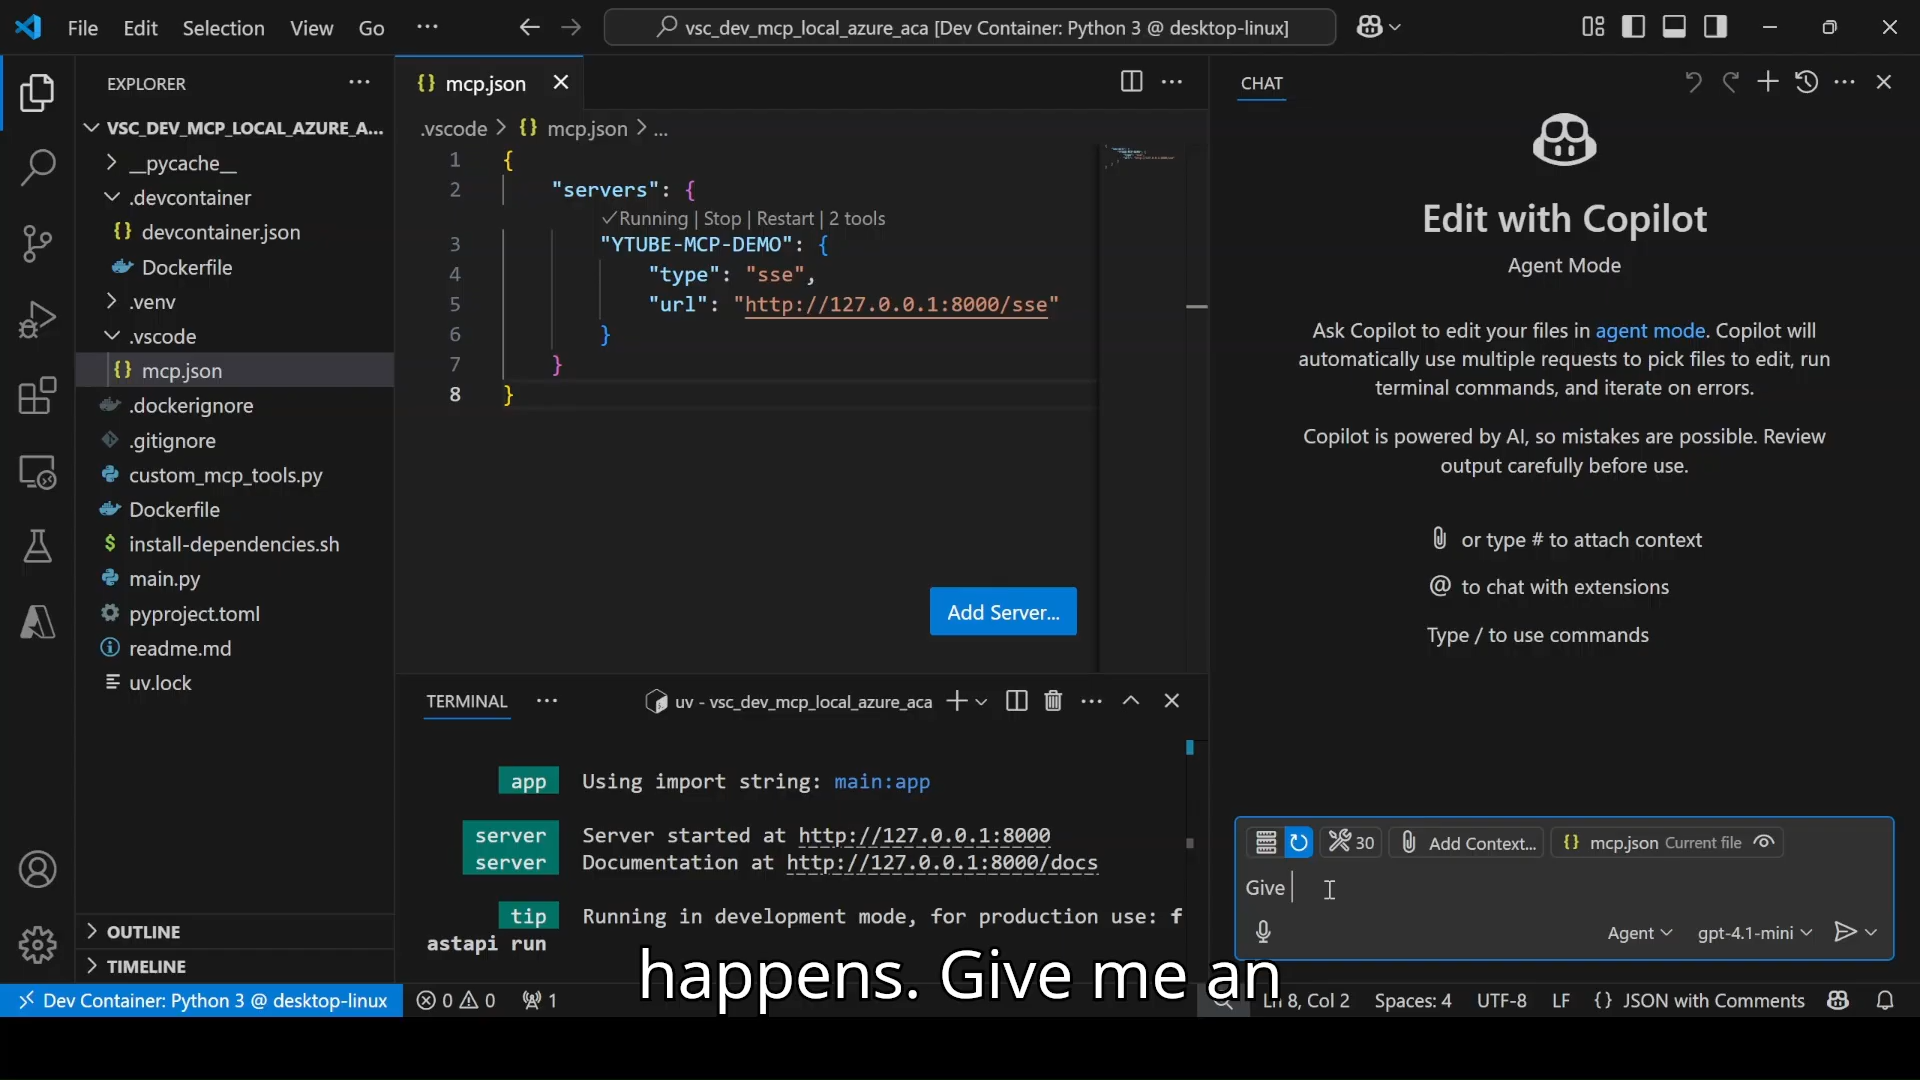 File Edit Selection View Go ··· vsc_dev_mcp_local_azure_aca [Dev Container: Python 3 @ desktop-linux]
EXPLORER
VSC_DEV_MCP_LOCAL_AZURE_A...
__pycache__
.devcontainer
{} devcontainer.json
Dockerfile
.venv
.vscode
{} mcp.json
.dockerignore
.gitignore
custom_mcp_tools.py
Dockerfile
$ install-dependencies.sh
main.py
pyproject.toml
readme.md
uv.lock
OUTLINE
TIMELINE
{} mcp.json
.vscode > {} mcp.json > ...
1 {
2 "servers": {
✓Running | Stop | Restart | 2 tools
3 "YTUBE-MCP-DEMO": {
4 "type": "sse",
5 "url": "http://127.0.0.1:8000/sse"
6 }
7 }
8 }
Add Server...
TERMINAL ··· uv - vsc_dev_mcp_local_azure_aca
app Using import string: main:app
server Server started at http://127.0.0.1:8000
server Documentation at http://127.0.0.1:8000/docs
tip Running in development mode, for production use: f
astapi run
CHAT
Edit with Copilot
Agent Mode
Ask Copilot to edit your files in agent mode. Copilot will
automatically use multiple requests to pick files to edit, run
terminal commands, and iterate on errors.
Copilot is powered by AI, so mistakes are possible. Review
output carefully before use.
or type # to attach context
@ to chat with extensions
Type / to use commands
30 Add Context... {} mcp.json Current file
Give
Agent gpt-4.1-mini
happens. Give me an
Dev Container: Python 3 @ desktop-linux 0 0 1 Ln 8, Col 2 Spaces: 4 UTF-8 LF {} JSON with Comments